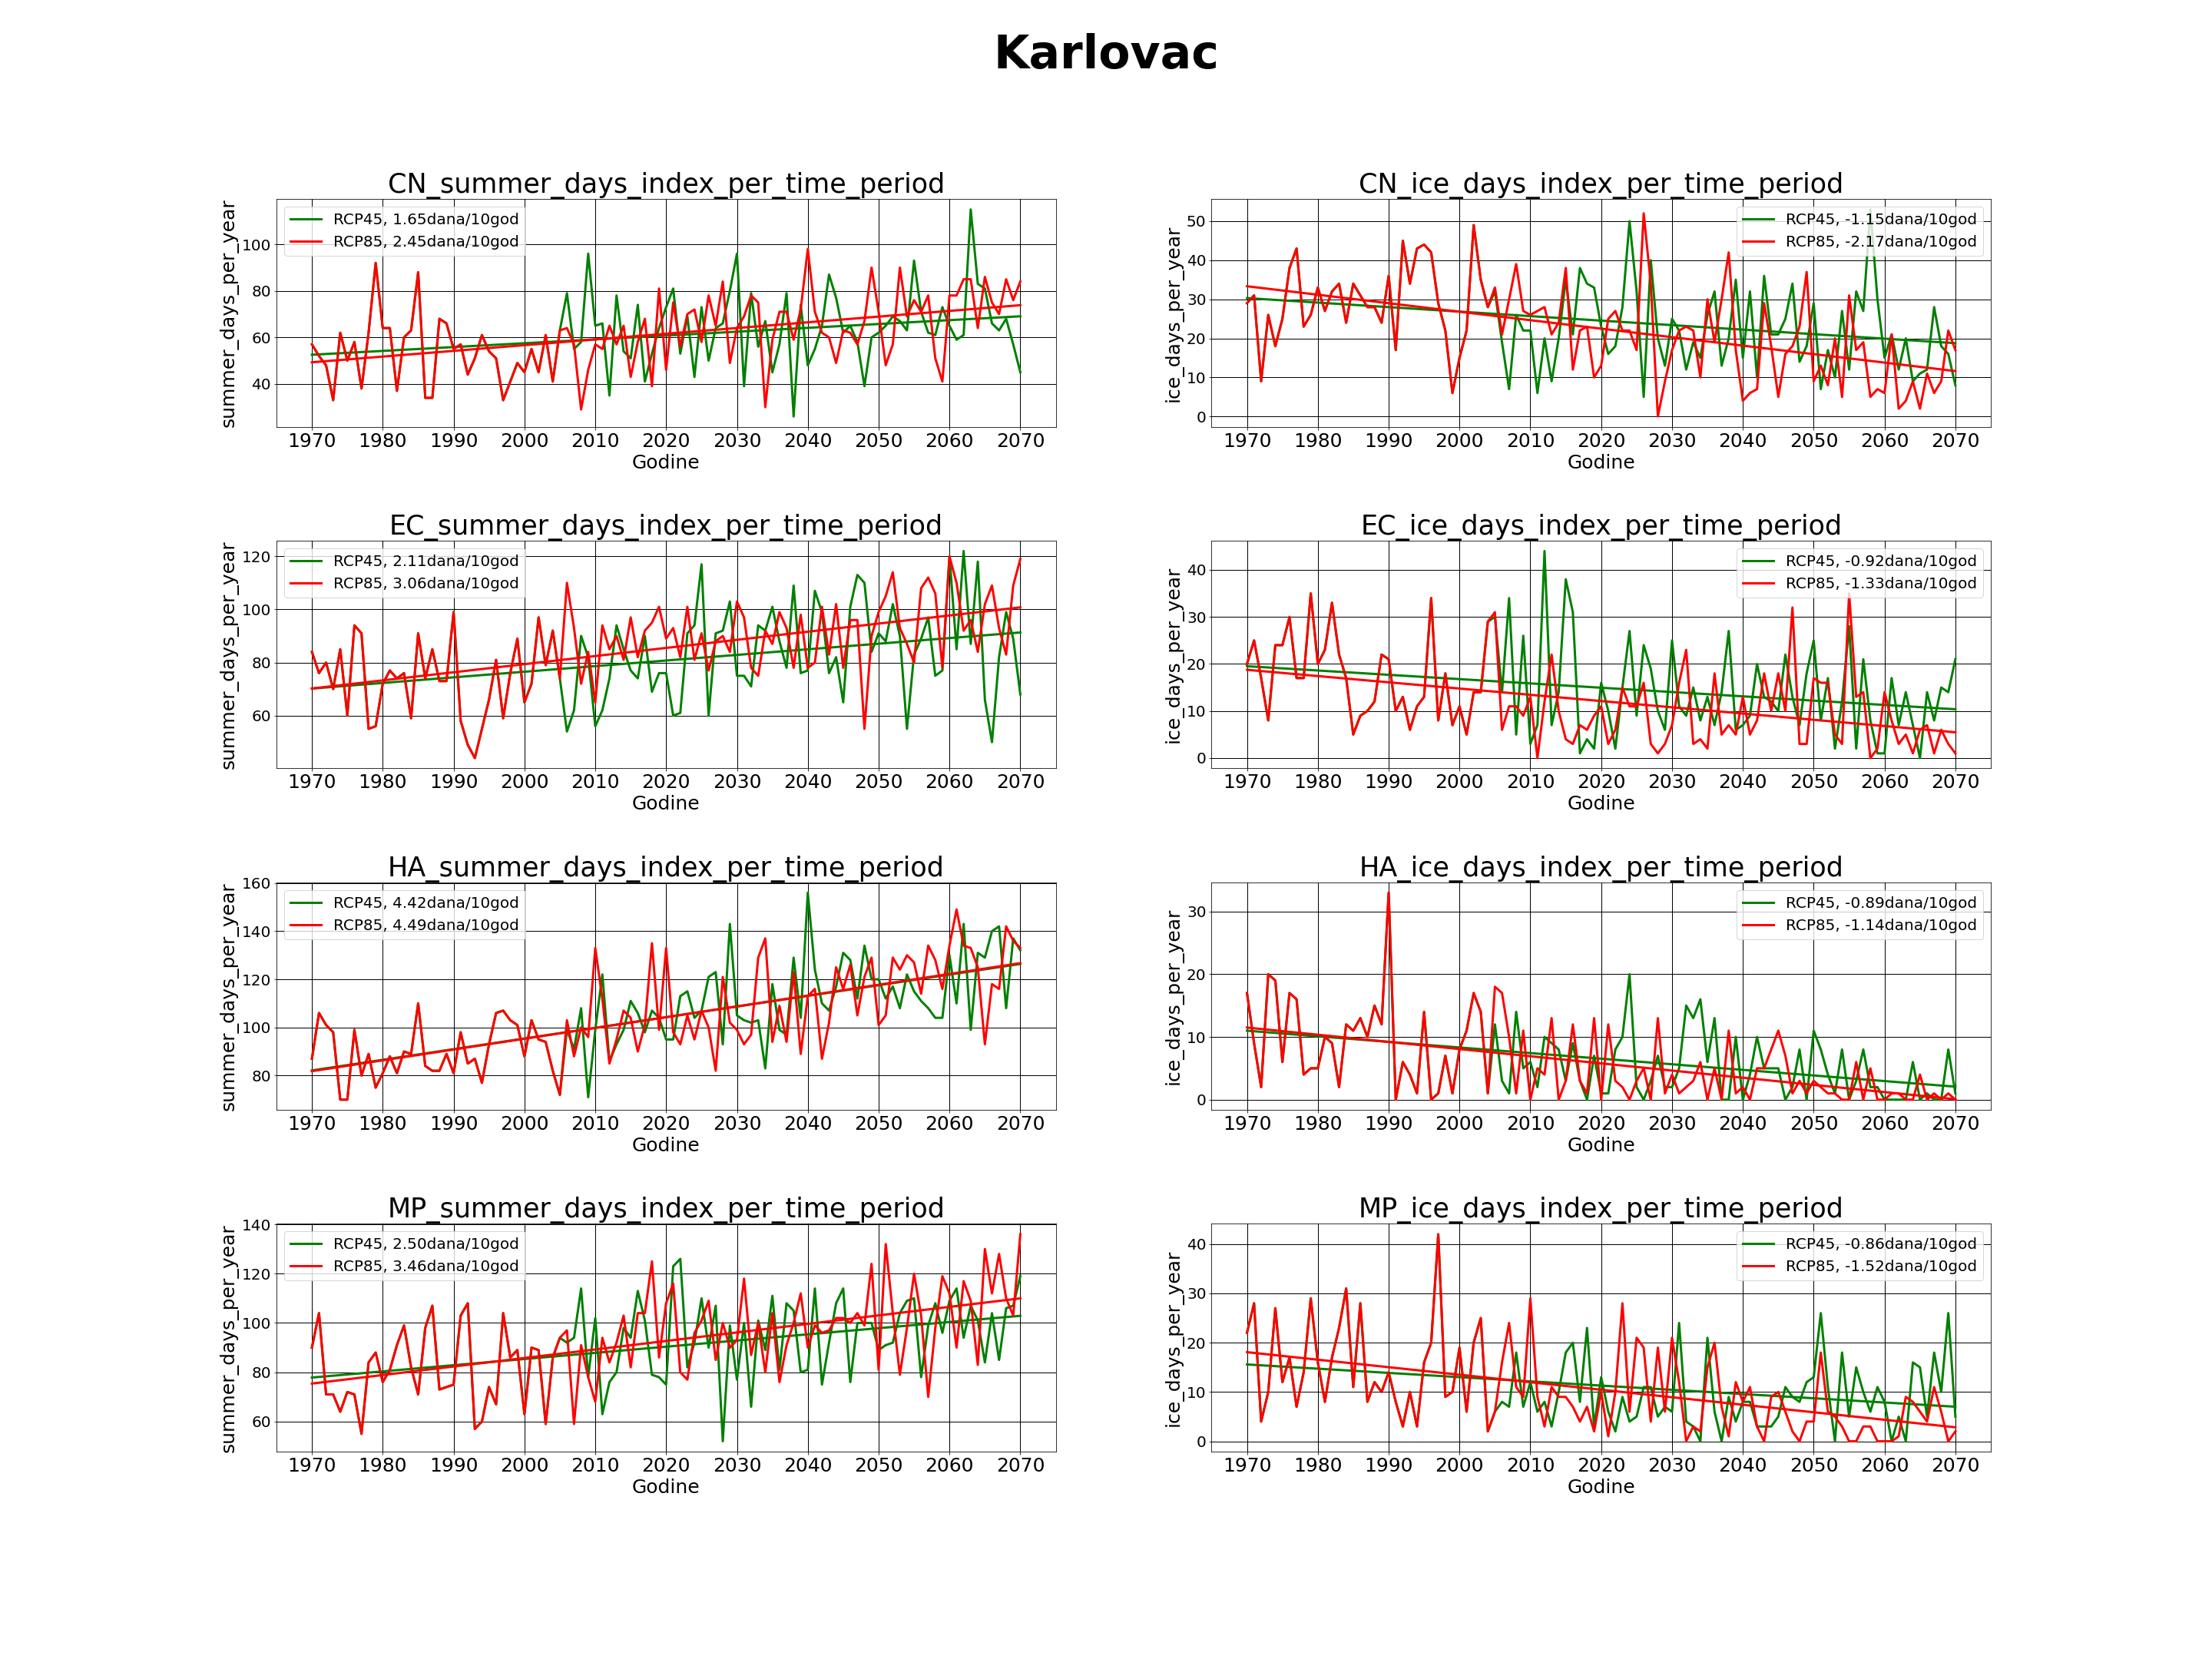 Karlovac
CN_summer_days_index_per_time_period
summer_days_per_year
RCP45, 1.65dana/10god
RCP85, 2.45dana/10god
100
80
60
40
1970 1980 1990 2000 2010 2020 2030 2040 2050 2060 2070
Godine
CN_ice_days_index_per_time_period
ice_days_per_year
RCP45, -1.15dana/10god
RCP85, -2.17dana/10god
50
40
30
20
10
0
1970 1980 1990 2000 2010 2020 2030 2040 2050 2060 2070
Godine
EC_summer_days_index_per_time_period
summer_days_per_year
RCP45, 2.11dana/10god
RCP85, 3.06dana/10god
120
100
80
60
1970 1980 1990 2000 2010 2020 2030 2040 2050 2060 2070
Godine
EC_ice_days_index_per_time_period
ice_days_per_year
RCP45, -0.92dana/10god
RCP85, -1.33dana/10god
40
30
20
10
0
1970 1980 1990 2000 2010 2020 2030 2040 2050 2060 2070
Godine
HA_summer_days_index_per_time_period
summer_days_per_year
RCP45, 4.42dana/10god
RCP85, 4.49dana/10god
160
140
120
100
80
1970 1980 1990 2000 2010 2020 2030 2040 2050 2060 2070
Godine
HA_ice_days_index_per_time_period
ice_days_per_year
RCP45, -0.89dana/10god
RCP85, -1.14dana/10god
30
20
10
0
1970 1980 1990 2000 2010 2020 2030 2040 2050 2060 2070
Godine
MP_summer_days_index_per_time_period
summer_days_per_year
RCP45, 2.50dana/10god
RCP85, 3.46dana/10god
140
120
100
80
60
1970 1980 1990 2000 2010 2020 2030 2040 2050 2060 2070
Godine
MP_ice_days_index_per_time_period
ice_days_per_year
RCP45, -0.86dana/10god
RCP85, -1.52dana/10god
40
30
20
10
0
1970 1980 1990 2000 2010 2020 2030 2040 2050 2060 2070
Godine